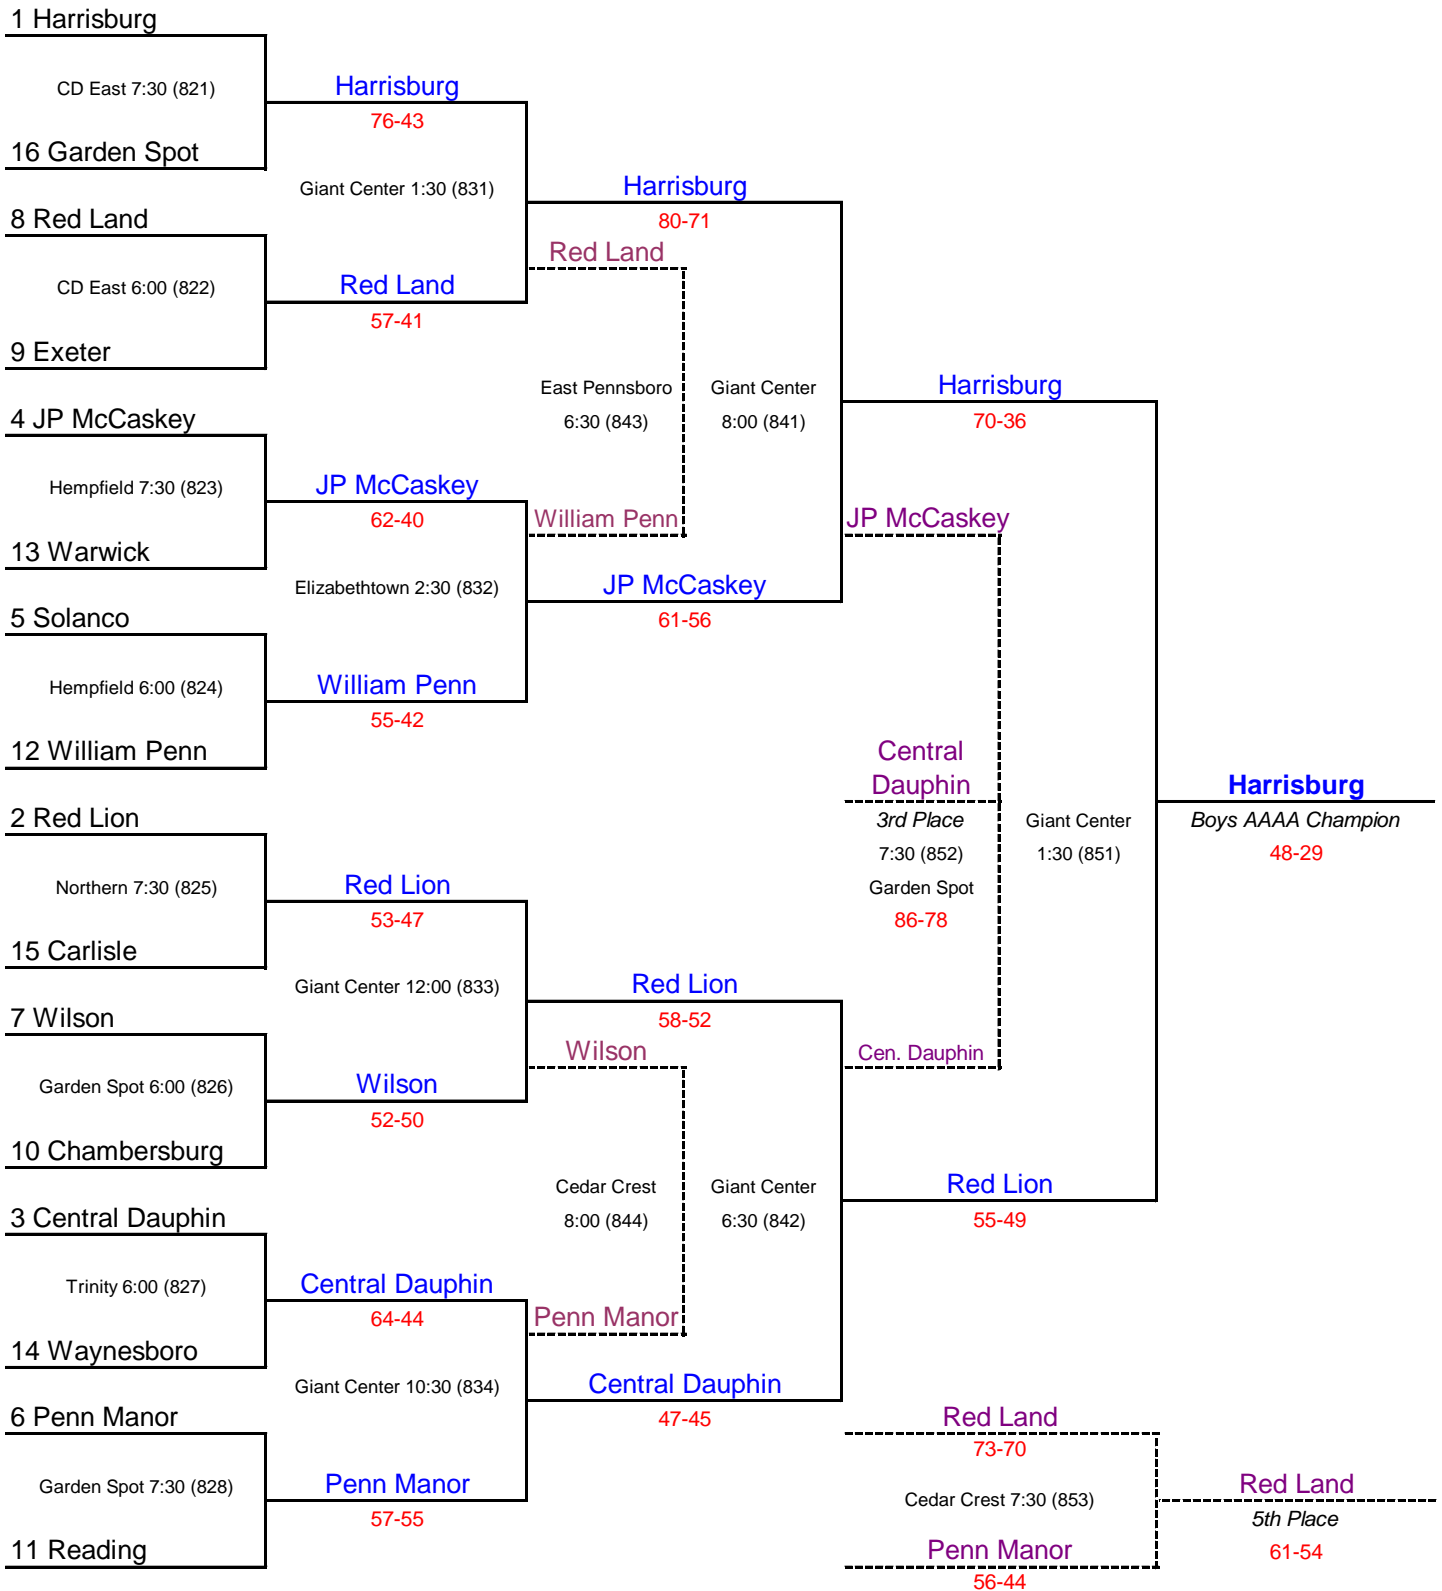 1 Harrisburg
CD East 7:30 (821)
Harrisburg
76-43
16 Garden Spot
Giant Center 1:30 (831)
Harrisburg
80-71
8 Red Land
Red Land
CD East 6:00 (822)
Red Land
57-41
9 Exeter
East Pennsboro
6:30 (843)
Giant Center
8:00 (841)
Harrisburg
70-36
4 JP McCaskey
Hempfield 7:30 (823)
JP McCaskey
62-40
William Penn
JP McCaskey
13 Warwick
Elizabethtown 2:30 (832)
JP McCaskey
61-56
5 Solanco
Hempfield 6:00 (824)
William Penn
55-42
12 William Penn
Central
Dauphin
3rd Place
7:30 (852)
Garden Spot
86-78
Giant Center
1:30 (851)
Harrisburg
Boys AAAA Champion
48-29
2 Red Lion
Northern 7:30 (825)
Red Lion
53-47
15 Carlisle
Giant Center 12:00 (833)
Red Lion
58-52
7 Wilson
Wilson
Cen. Dauphin
Garden Spot 6:00 (826)
Wilson
52-50
10 Chambersburg
Cedar Crest
8:00 (844)
Giant Center
6:30 (842)
Red Lion
55-49
3 Central Dauphin
Trinity 6:00 (827)
Central Dauphin
64-44
Penn Manor
14 Waynesboro
Giant Center 10:30 (834)
Central Dauphin
47-45
6 Penn Manor
Red Land
73-70
Garden Spot 7:30 (828)
Penn Manor
57-55
Cedar Crest 7:30 (853)
Red Land
5th Place
61-54
11 Reading
Penn Manor
56-44